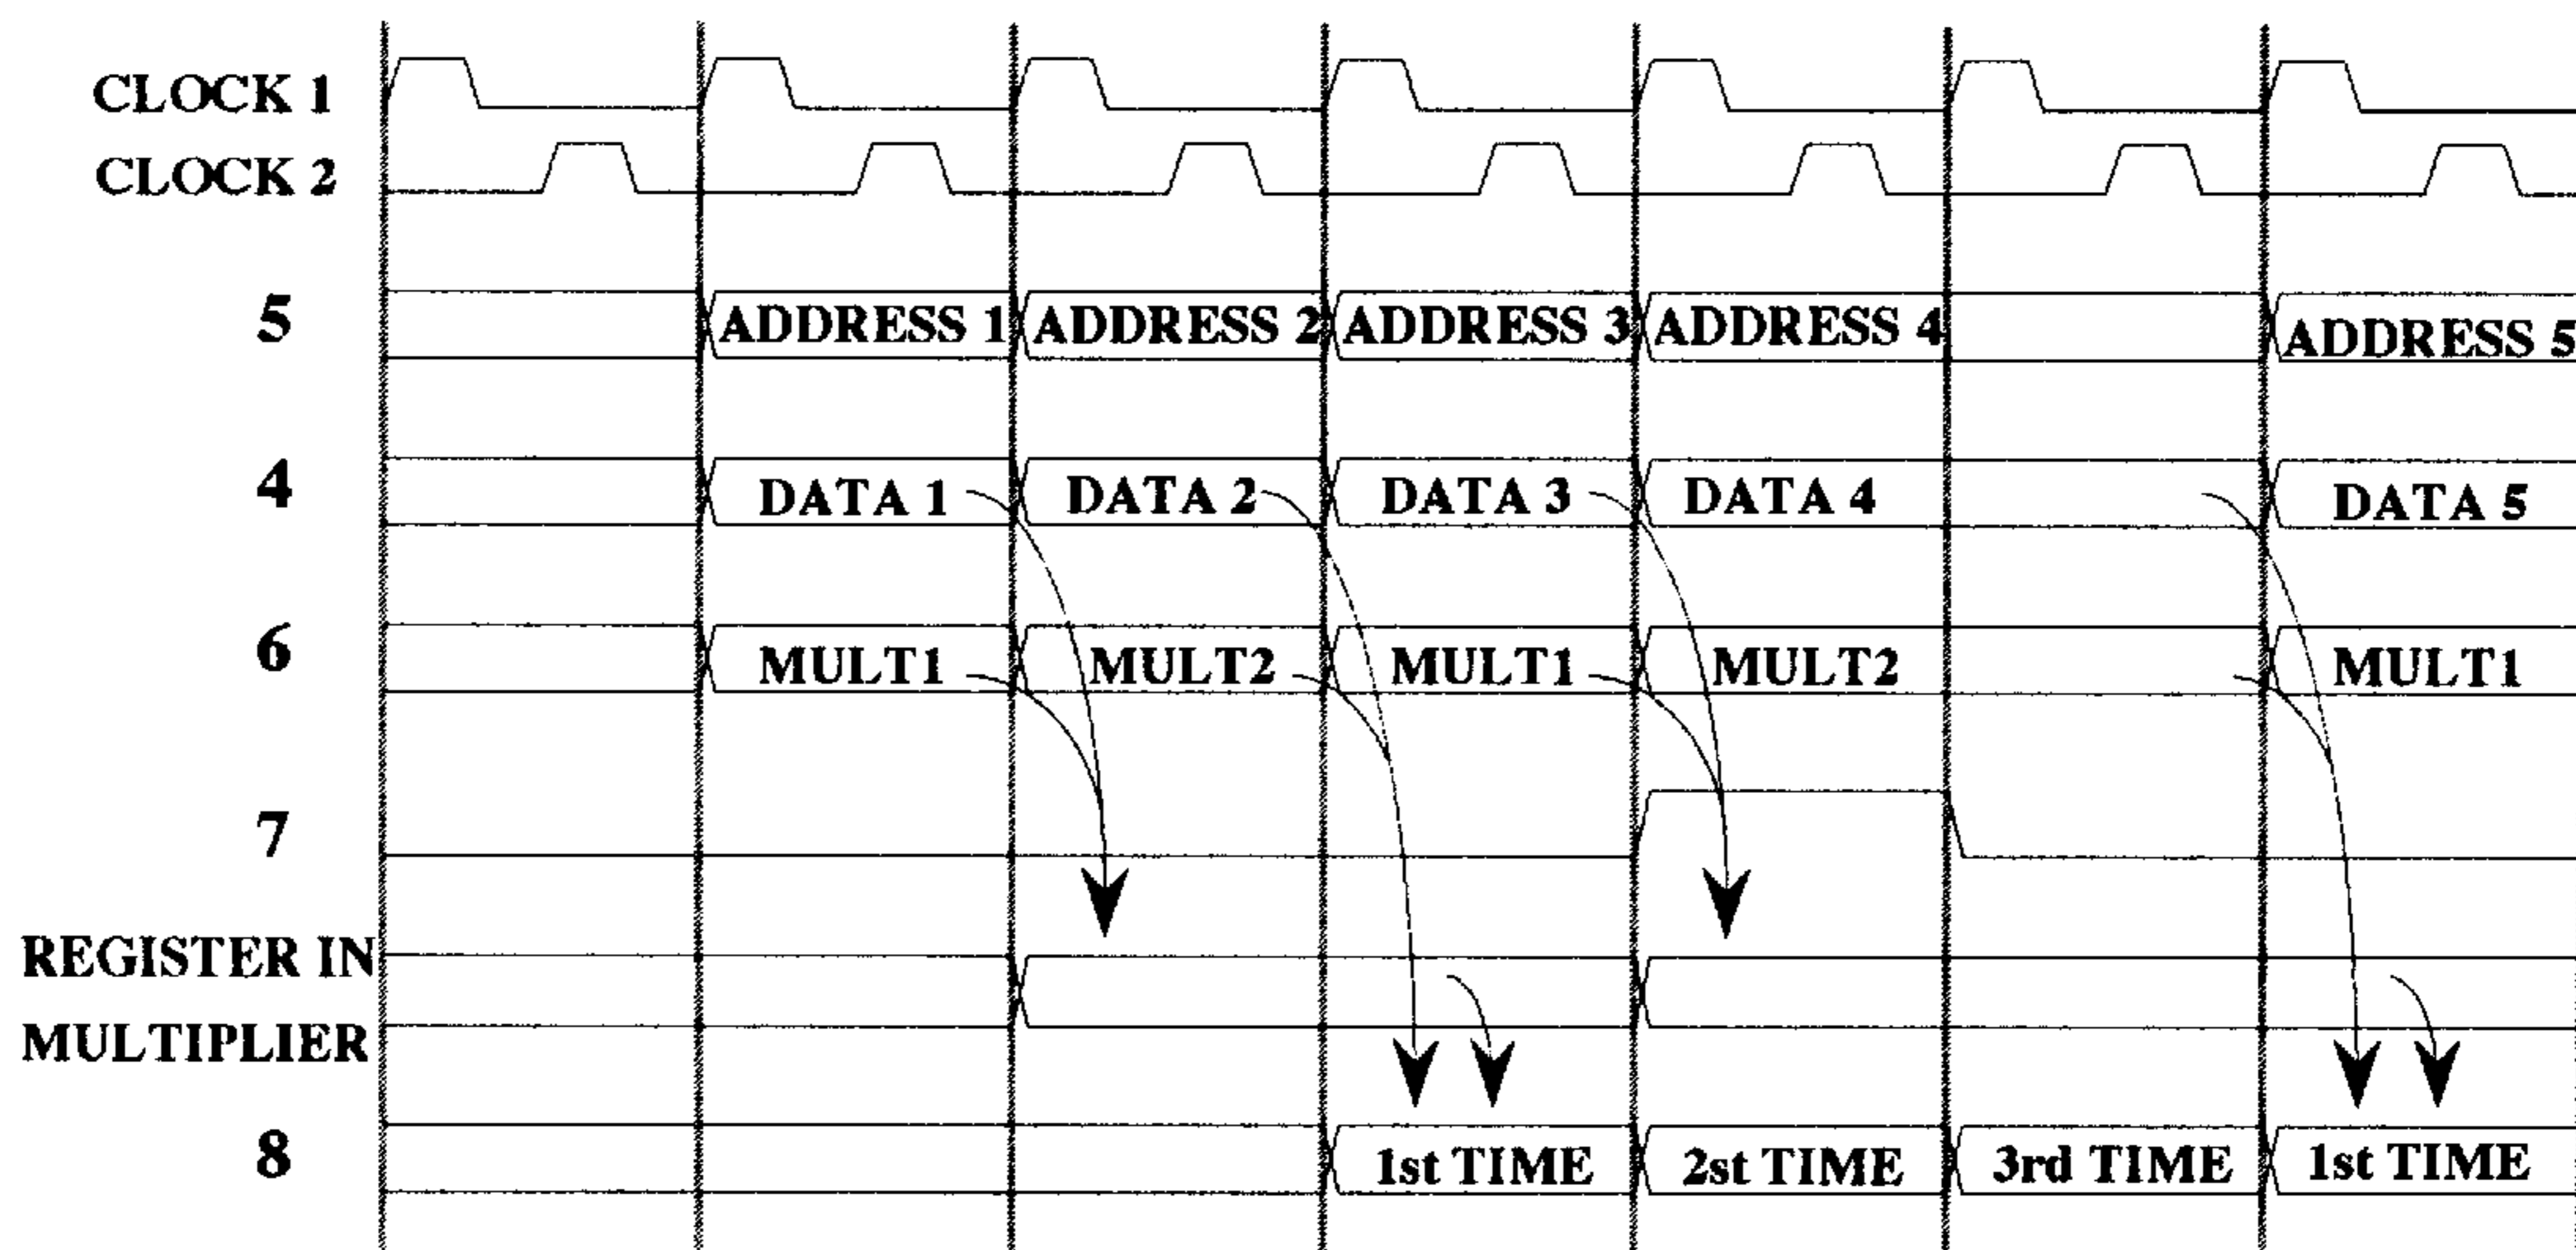 CLOCK 1
CLOCK 2
5 ADDRESS 1 ADDRESS 2 ADDRESS 3 ADDRESS 4 ADDRESS 5
4 DATA 1 DATA 2 DATA 3 DATA 4 DATA 5
6 MULT1 MULT2 MULT1 MULT2 MULT1
7
REGISTER IN
MULTIPLIER
8 1st TIME 2st TIME 3rd TIME 1st TIME